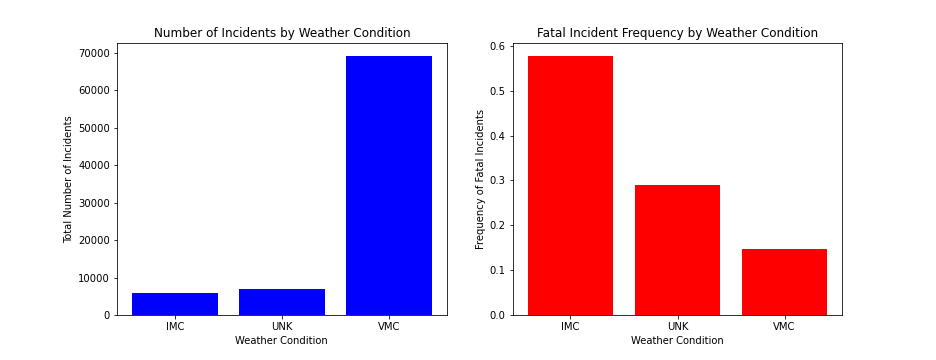 Number of Incidents by Weather Condition
Total Number of Incidents
70000
60000
50000
40000
30000
20000
10000
0
IMC
UNK
VMC
Weather Condition
Fatal Incident Frequency by Weather Condition
Frequency of Fatal Incidents
0.6
0.5
0.4
0.3
0.2
0.1
0.0
IMC
UNK
VMC
Weather Condition